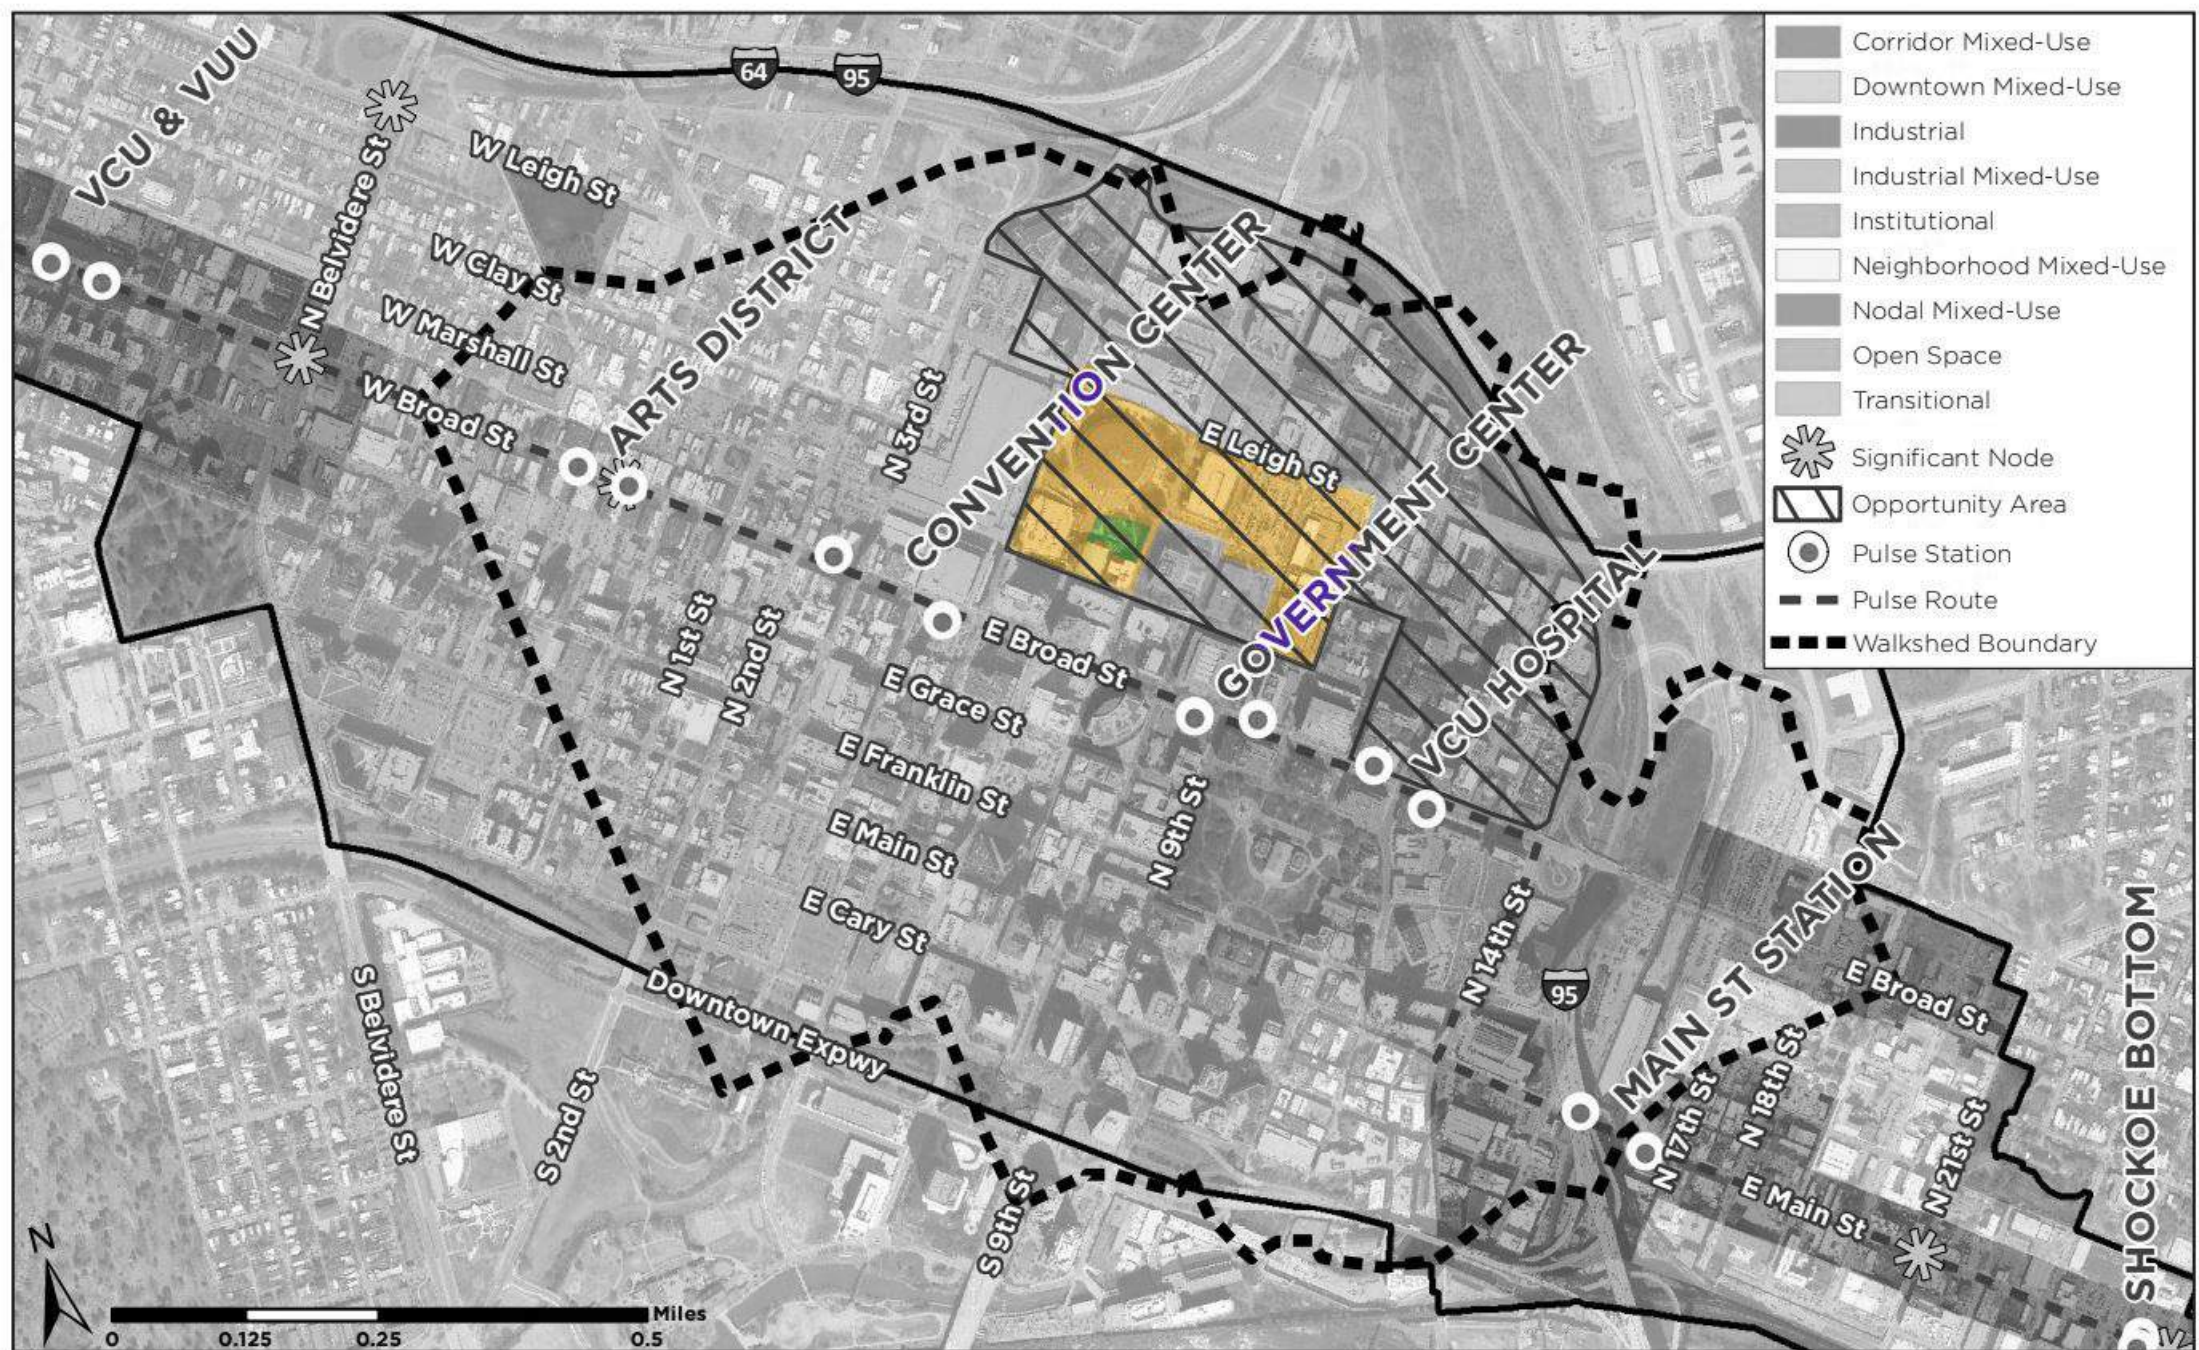 VCU & VUU
N Belvidere St
W Leigh St
W Clay St
W Marshall St
W Broad St
64
95
ARTS DISTRICT
N 3rd St
CONVENTION CENTER
E Leigh St
GOVERNMENT CENTER
VCU HOSPITAL
N 1st St
N 2nd St
E Broad St
E Grace St
E Franklin St
E Main St
E Cary St
N 9th St
N 14th St
95
MAIN ST STATION
E Broad St
N 17th St
N 18th St
N 21st St
E Main St
SHOCKOE BOTTOM
Downtown Expwy
S Belvidere St
S 2nd St
S 9th St
Corridor Mixed-Use
Downtown Mixed-Use
Industrial
Industrial Mixed-Use
Institutional
Neighborhood Mixed-Use
Nodal Mixed-Use
Open Space
Transitional
Significant Node
Opportunity Area
Pulse Station
Pulse Route
Walkshed Boundary
N
Miles
0 0.125 0.25 0.5